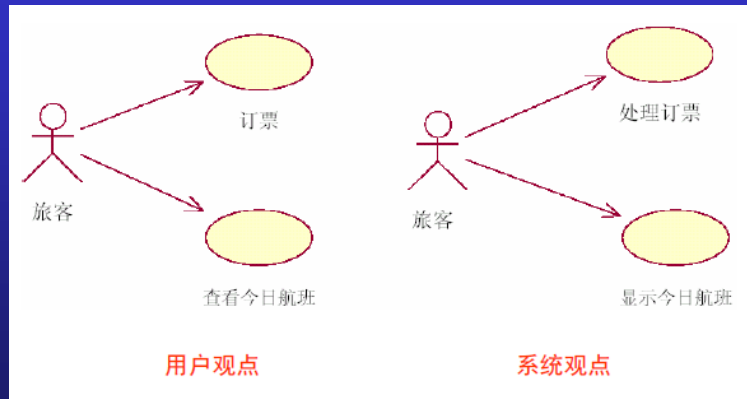 订票
旅客
查看今日航班
用户观点
处理订票
旅客
显示今日航班
系统观点